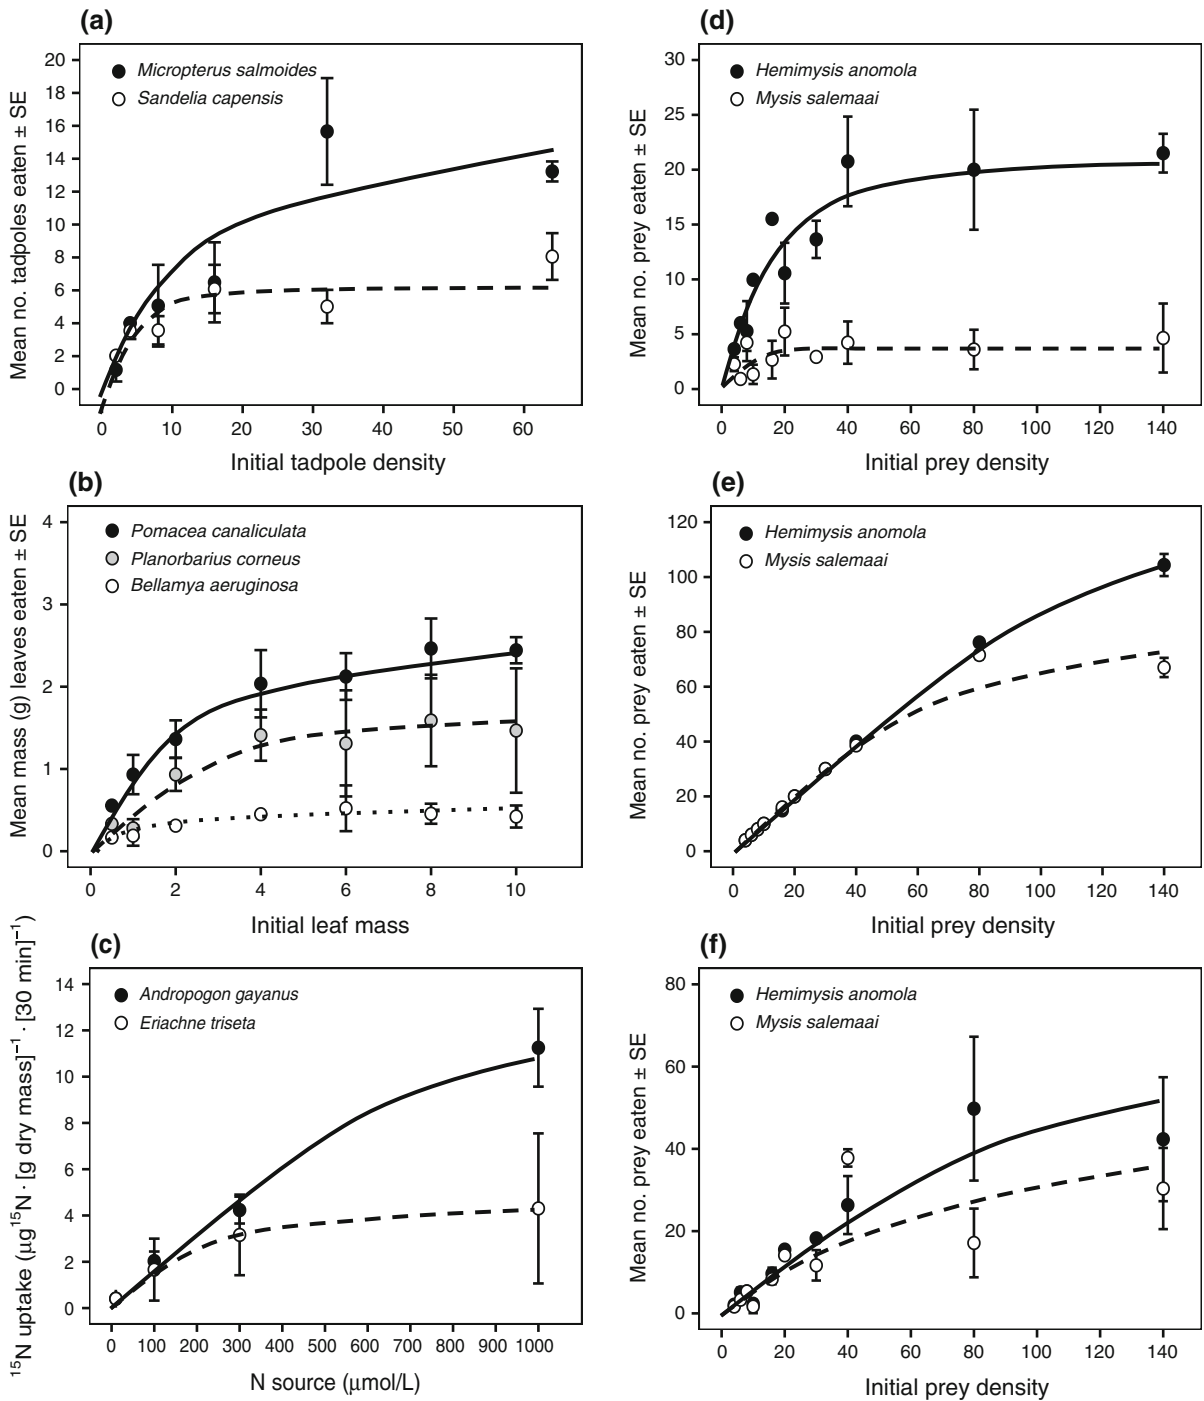 (a)
Mean no. tadpoles eaten ± SE
20
18
16
14
12
10
8
6
4
2
0
Micropterus salmoides
Sandelia capensis
0 10 20 30 40 50 60
Initial tadpole density
(d)
Mean no. prey eaten ± SE
30
25
20
15
10
5
0
Hemimysis anomola
Mysis salemaai
0 20 40 60 80 100 120 140
Initial prey density
(b)
Mean mass (g) leaves eaten ± SE
4
3
2
1
0
Pomacea canaliculata
Planorbarius corneus
Bellamya aeruginosa
0 2 4 6 8 10
Initial leaf mass
(e)
Mean no. prey eaten ± SE
120
100
80
60
40
20
0
Hemimysis anomola
Mysis salemaai
0 20 40 60 80 100 120 140
Initial prey density
(c)
¹⁵N uptake (μg¹⁵N · [g dry mass]⁻¹ · [30 min]⁻¹
14
12
10
8
6
4
2
0
Andropogon gayanus
Eriachne triseta
0 100 200 300 400 500 600 700 800 900 1000
N source (μmol/L)
(f)
Mean no. prey eaten ± SE
80
60
40
20
0
Hemimysis anomola
Mysis salemaai
0 20 40 60 80 100 120 140
Initial prey density